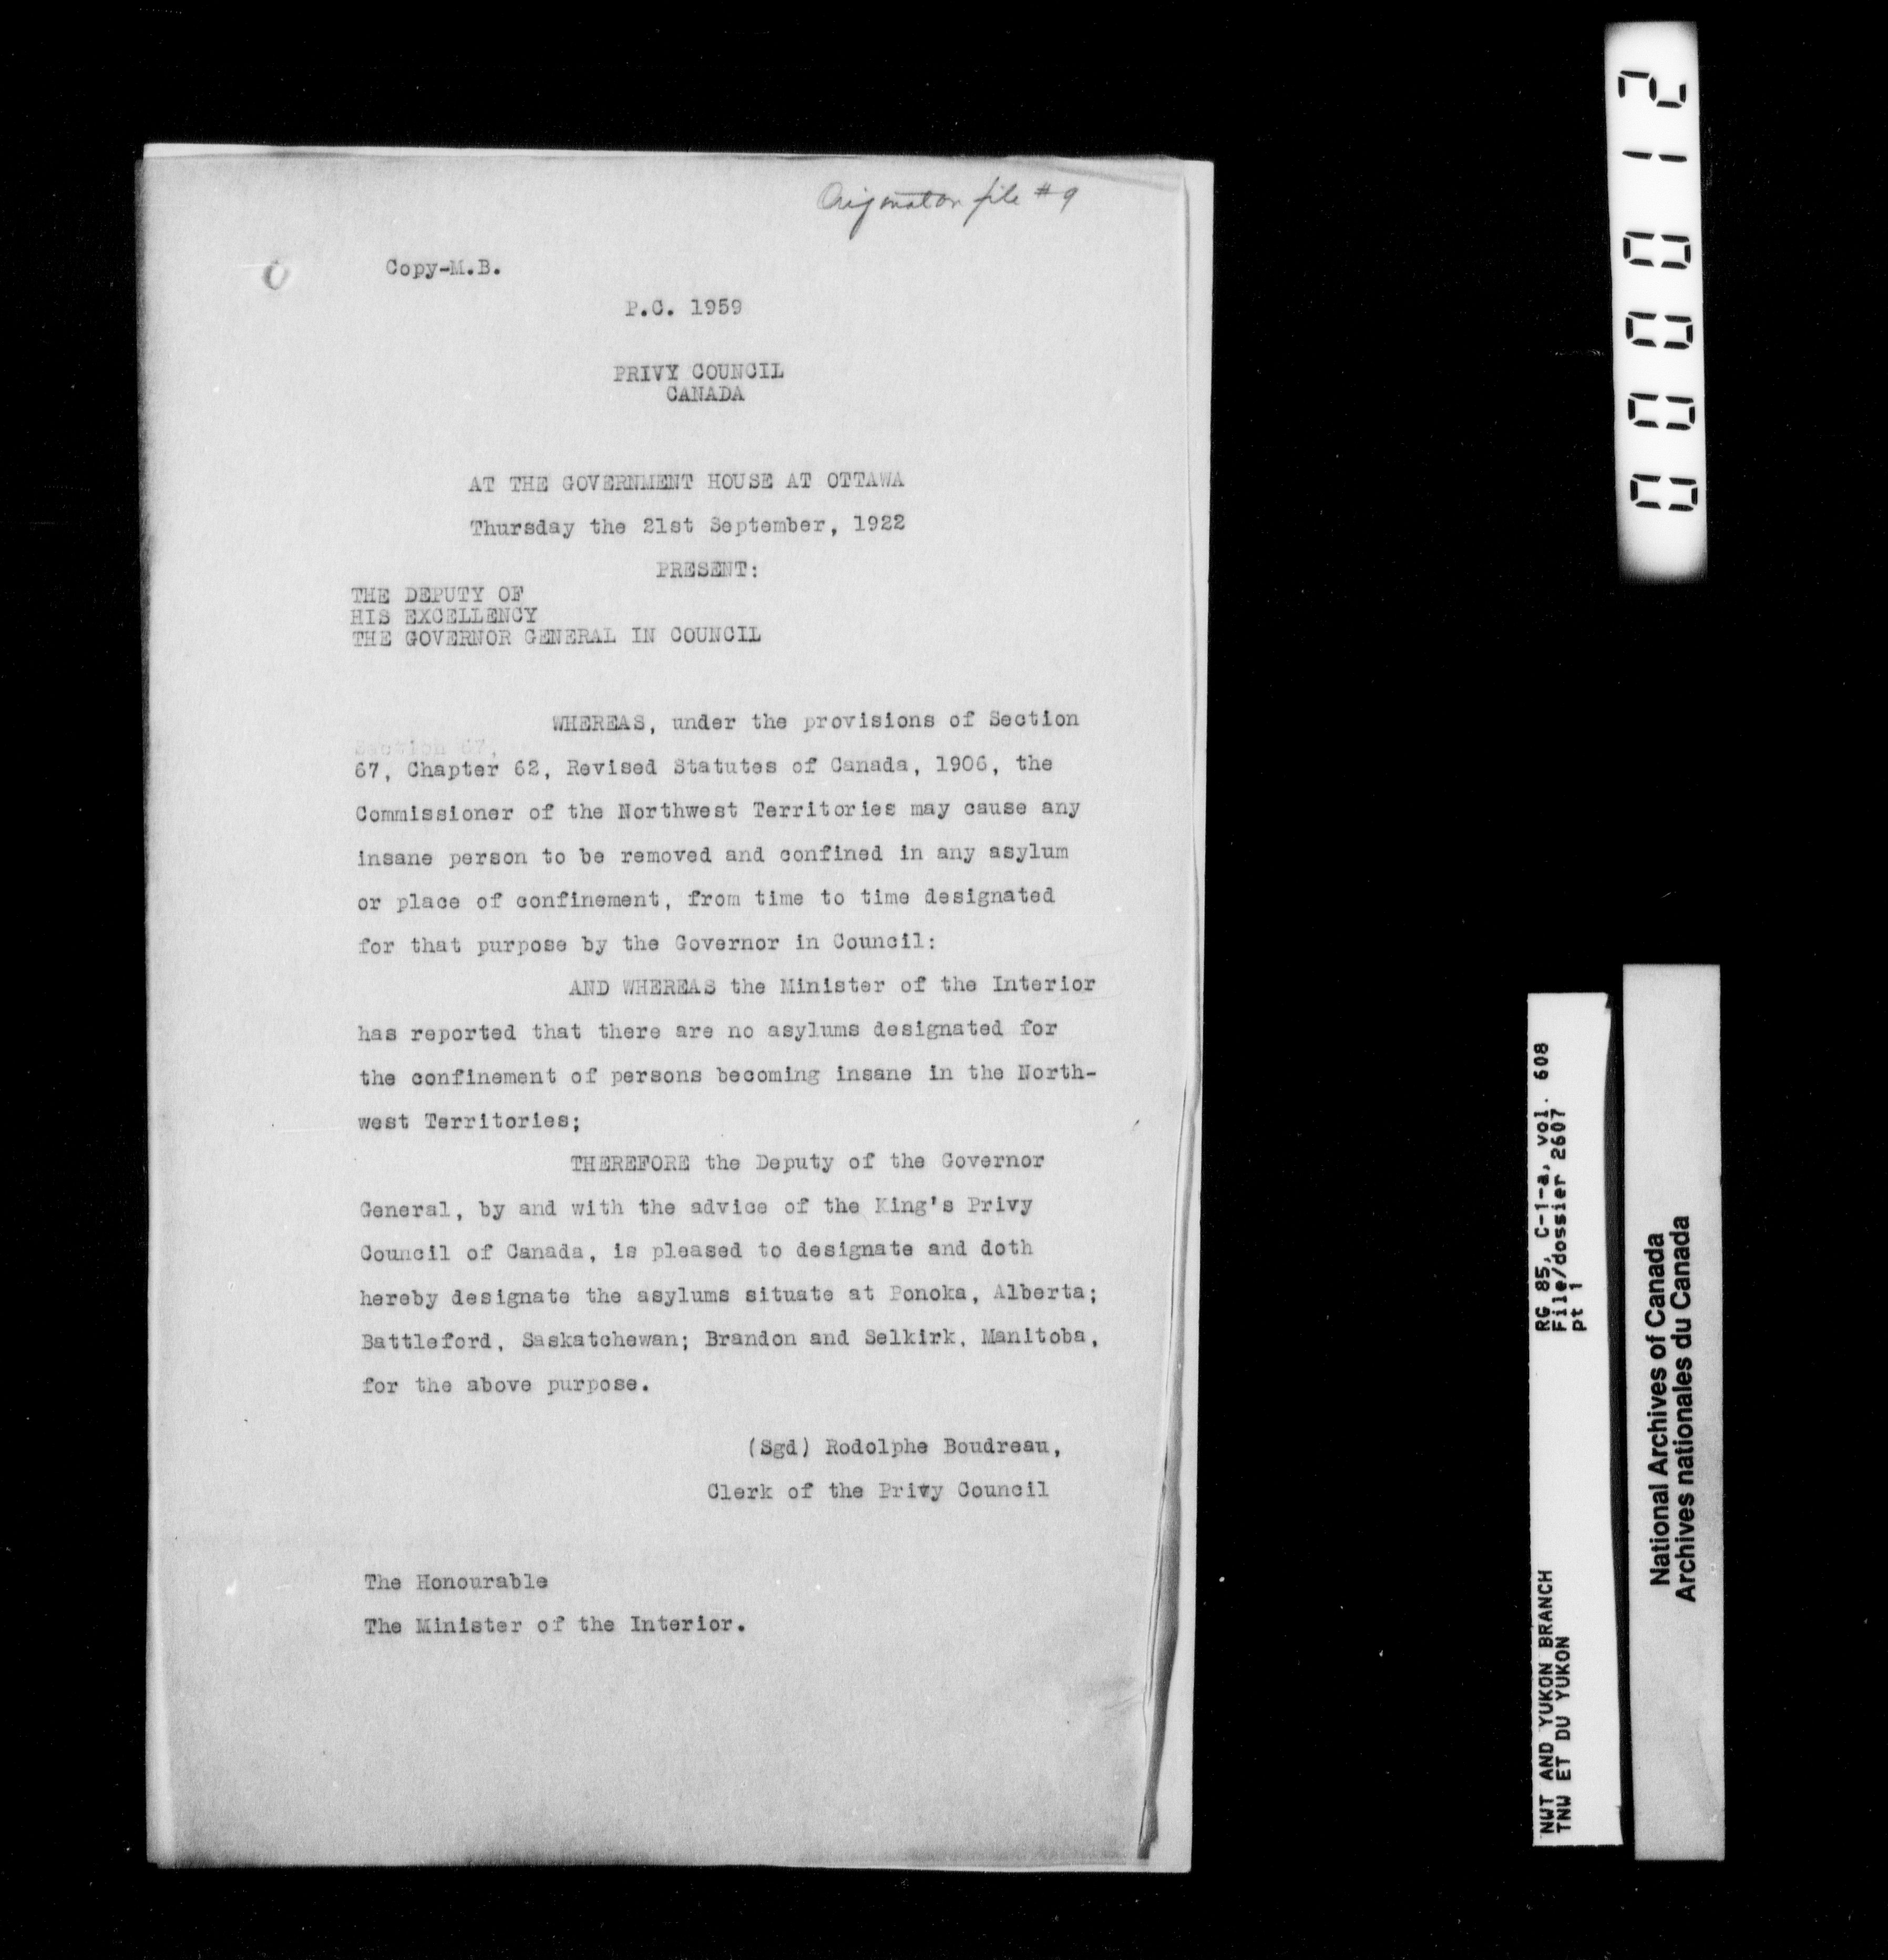 Original on file #9
Copy-M.B.
P.C. 1959
PRIVY COUNCIL
CANADA
AT THE GOVERNMENT HOUSE AT OTTAWA
Thursday the 21st September, 1922
PRESENT:
THE DEPUTY OF
HIS EXCELLENCY
THE GOVERNOR GENERAL IN COUNCIL
WHEREAS, under the provisions of Section
Section 67,
67, Chapter 62, Revised Statutes of Canada, 1906, the
Commissioner of the Northwest Territories may cause any
insane person to be removed and confined in any asylum
or place of confinement, from time to time designated
for that purpose by the Governor in Council:
AND WHEREAS the Minister of the Interior
has reported that there are no asylums designated for
the confinement of persons becoming insane in the North-
west Territories;
THEREFORE the Deputy of the Governor
General, by and with the advice of the King's Privy
Council of Canada, is pleased to designate and doth
hereby designate the asylums situate at Ponoka, Alberta;
Battleford, Saskatchewan; Brandon and Selkirk, Manitoba,
for the above purpose.
(Sgd) Rodolphe Boudreau,
Clerk of the Privy Council
The Honourable
The Minister of the Interior.
000012
RG 85, C-1-a, vol. 608
File/dossier 2607
pt 1
NWT AND YUKON BRANCH
TNW ET DU YUKON
National Archives of Canada
Archives nationales du Canada